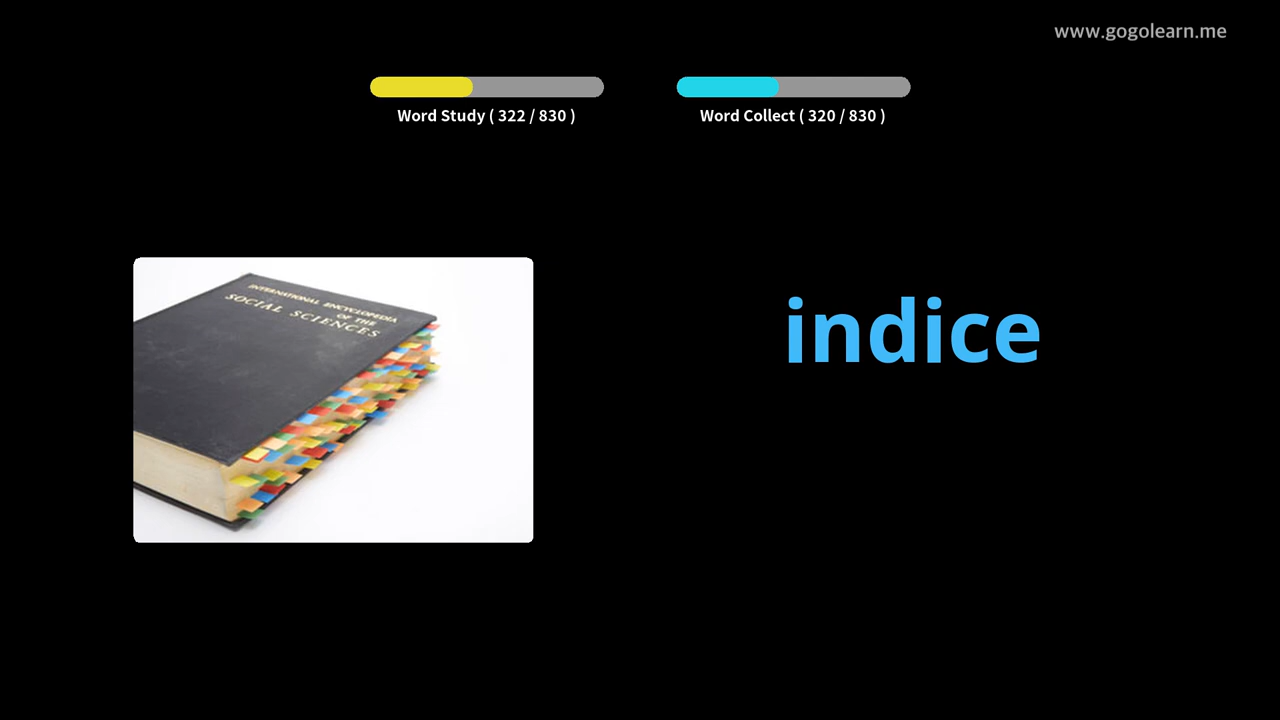 www.gogolearn.me
Word Study ( 322 / 830 )
Word Collect ( 320 / 830 )
INTERNATIONAL ENCYCLOPEDIA
OF THE
SOCIAL SCIENCES
indice